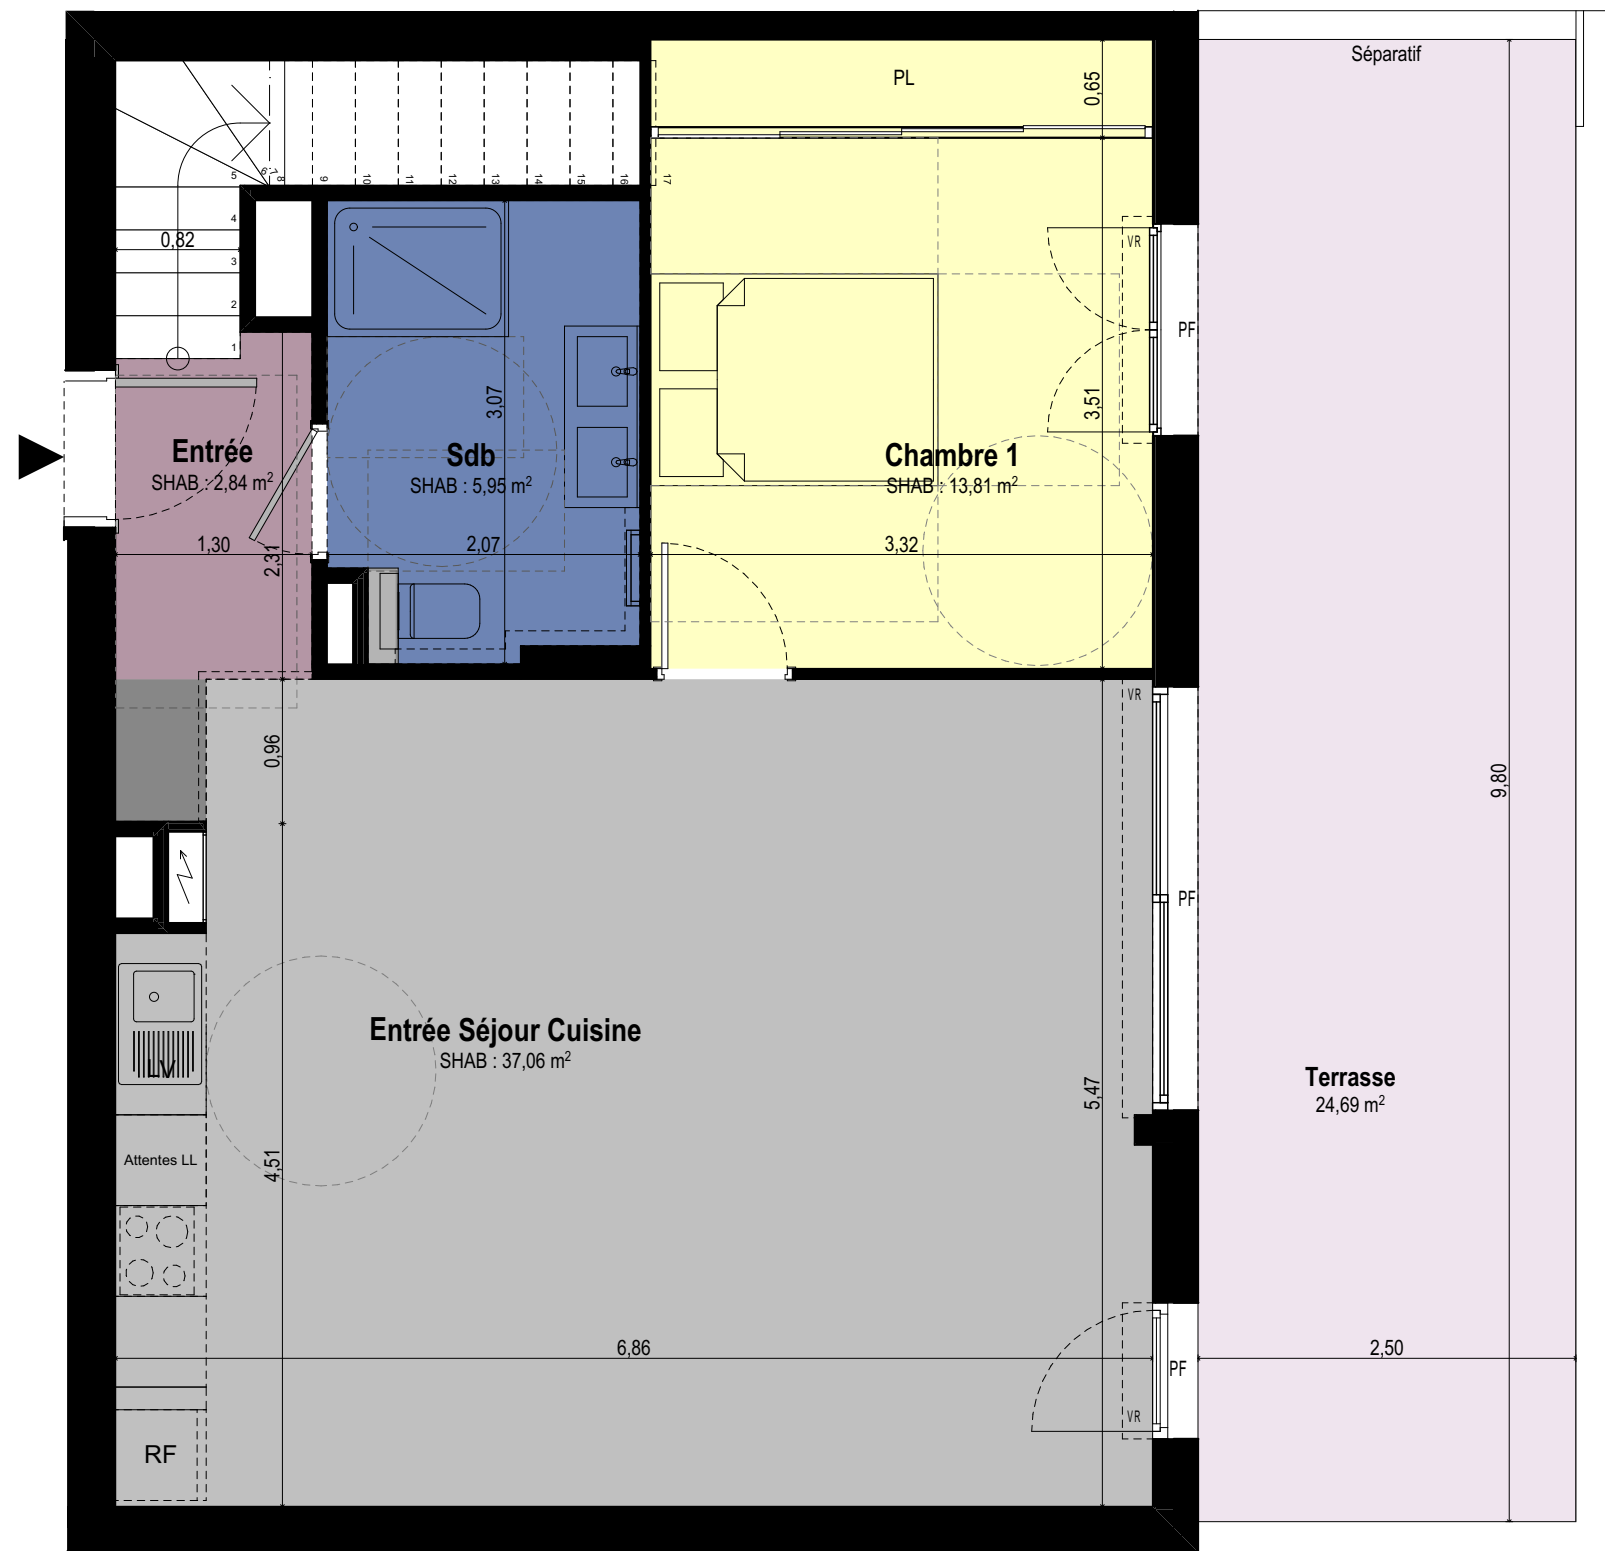 Séparatif
PL
0,65
17
16
15
14
13
12
11
10
9
8
7
6
5
4
3
2
1
0,82
VR
PF
3,07
3,51
Entrée
SHAB : 2,84 m²
Sdb
SHAB : 5,95 m²
Chambre 1
SHAB : 13,81 m²
1,30
2,31
2,07
3,32
VR
0,96
9,80
PF
Entrée Séjour Cuisine
SHAB : 37,06 m²
LV
5,47
Terrasse
24,69 m²
Attentes LL
4,51
6,86
2,50
PF
VR
RF